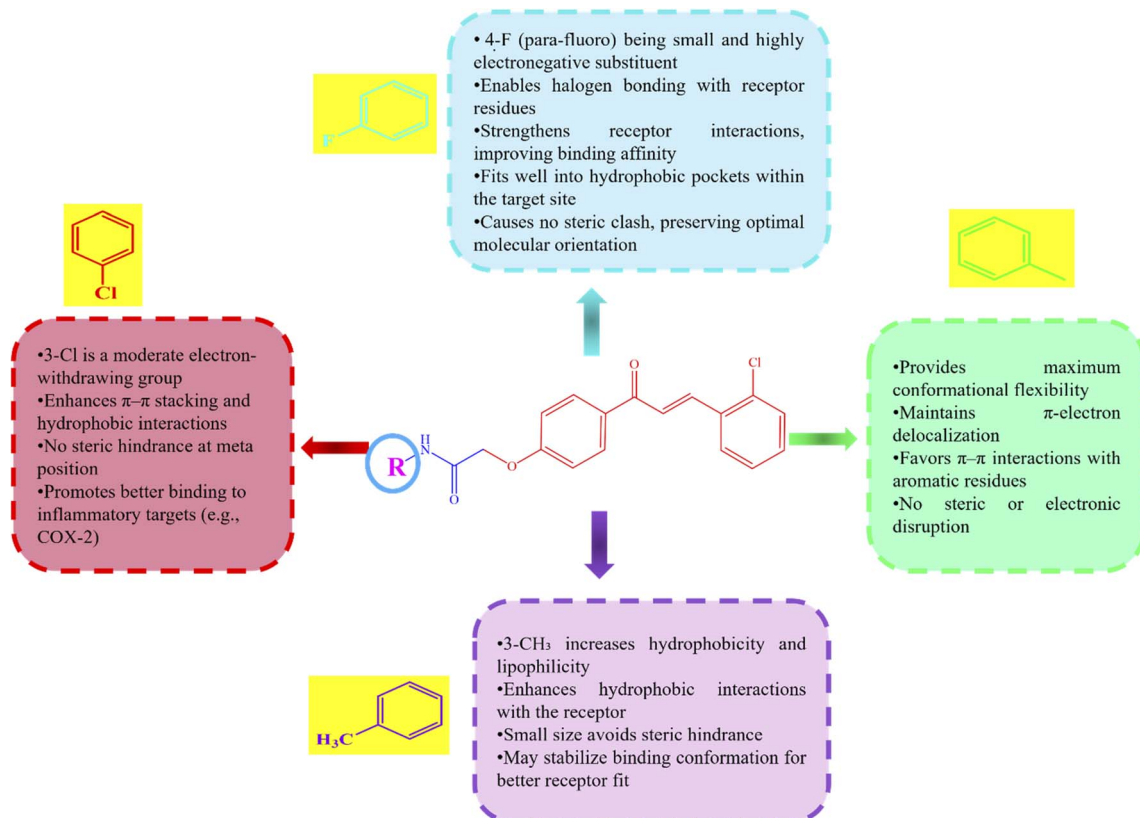 • 4-F (para-fluoro) being small and highly
electronegative substituent
•Enables halogen bonding with receptor
residues
•Strengthens receptor interactions,
improving binding affinity
•Fits well into hydrophobic pockets within
the target site
•Causes no steric clash, preserving optimal
molecular orientation
F
Cl
•3-Cl is a moderate electron-
withdrawing group
•Enhances π–π stacking and
hydrophobic interactions
•No steric hindrance at meta
position
•Promotes better binding to
inflammatory targets (e.g.,
COX-2)
O
Cl
H
R
N
O
O
•Provides maximum
conformational flexibility
•Maintains π-electron
delocalization
•Favors π–π interactions with
aromatic residues
•No steric or electronic
disruption
H₃C
•3-CH₃ increases hydrophobicity and
lipophilicity
•Enhances hydrophobic interactions
with the receptor
•Small size avoids steric hindrance
•May stabilize binding conformation for
better receptor fit